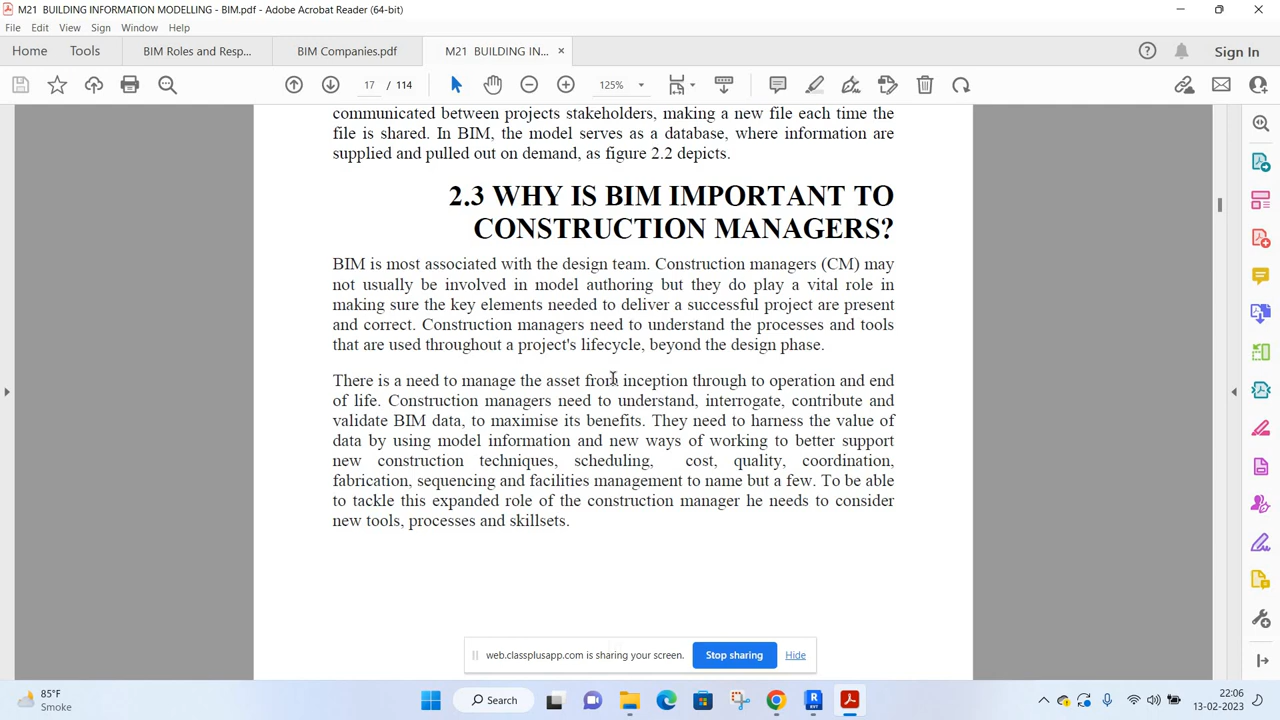 M21 BUILDING INFORMATION MODELLING - BIM.pdf - Adobe Acrobat Reader (64-bit)
File Edit View Sign Window Help
Home Tools BIM Roles and Resp... BIM Companies.pdf M21 BUILDING IN... × Sign In
17 / 114 125%
communicated between projects stakeholders, making a new file each time the
file is shared. In BIM, the model serves as a database, where information are
supplied and pulled out on demand, as figure 2.2 depicts.
2.3 WHY IS BIM IMPORTANT TO
CONSTRUCTION MANAGERS?
BIM is most associated with the design team. Construction managers (CM) may
not usually be involved in model authoring but they do play a vital role in
making sure the key elements needed to deliver a successful project are present
and correct. Construction managers need to understand the processes and tools
that are used throughout a project's lifecycle, beyond the design phase.
There is a need to manage the asset from inception through to operation and end
of life. Construction managers need to understand, interrogate, contribute and
validate BIM data, to maximise its benefits. They need to harness the value of
data by using model information and new ways of working to better support
new construction techniques, scheduling, cost, quality, coordination,
fabrication, sequencing and facilities management to name but a few. To be able
to tackle this expanded role of the construction manager he needs to consider
new tools, processes and skillsets.
web.classplusapp.com is sharing your screen. Stop sharing Hide
85°F
Smoke
Search
22:06
13-02-2023